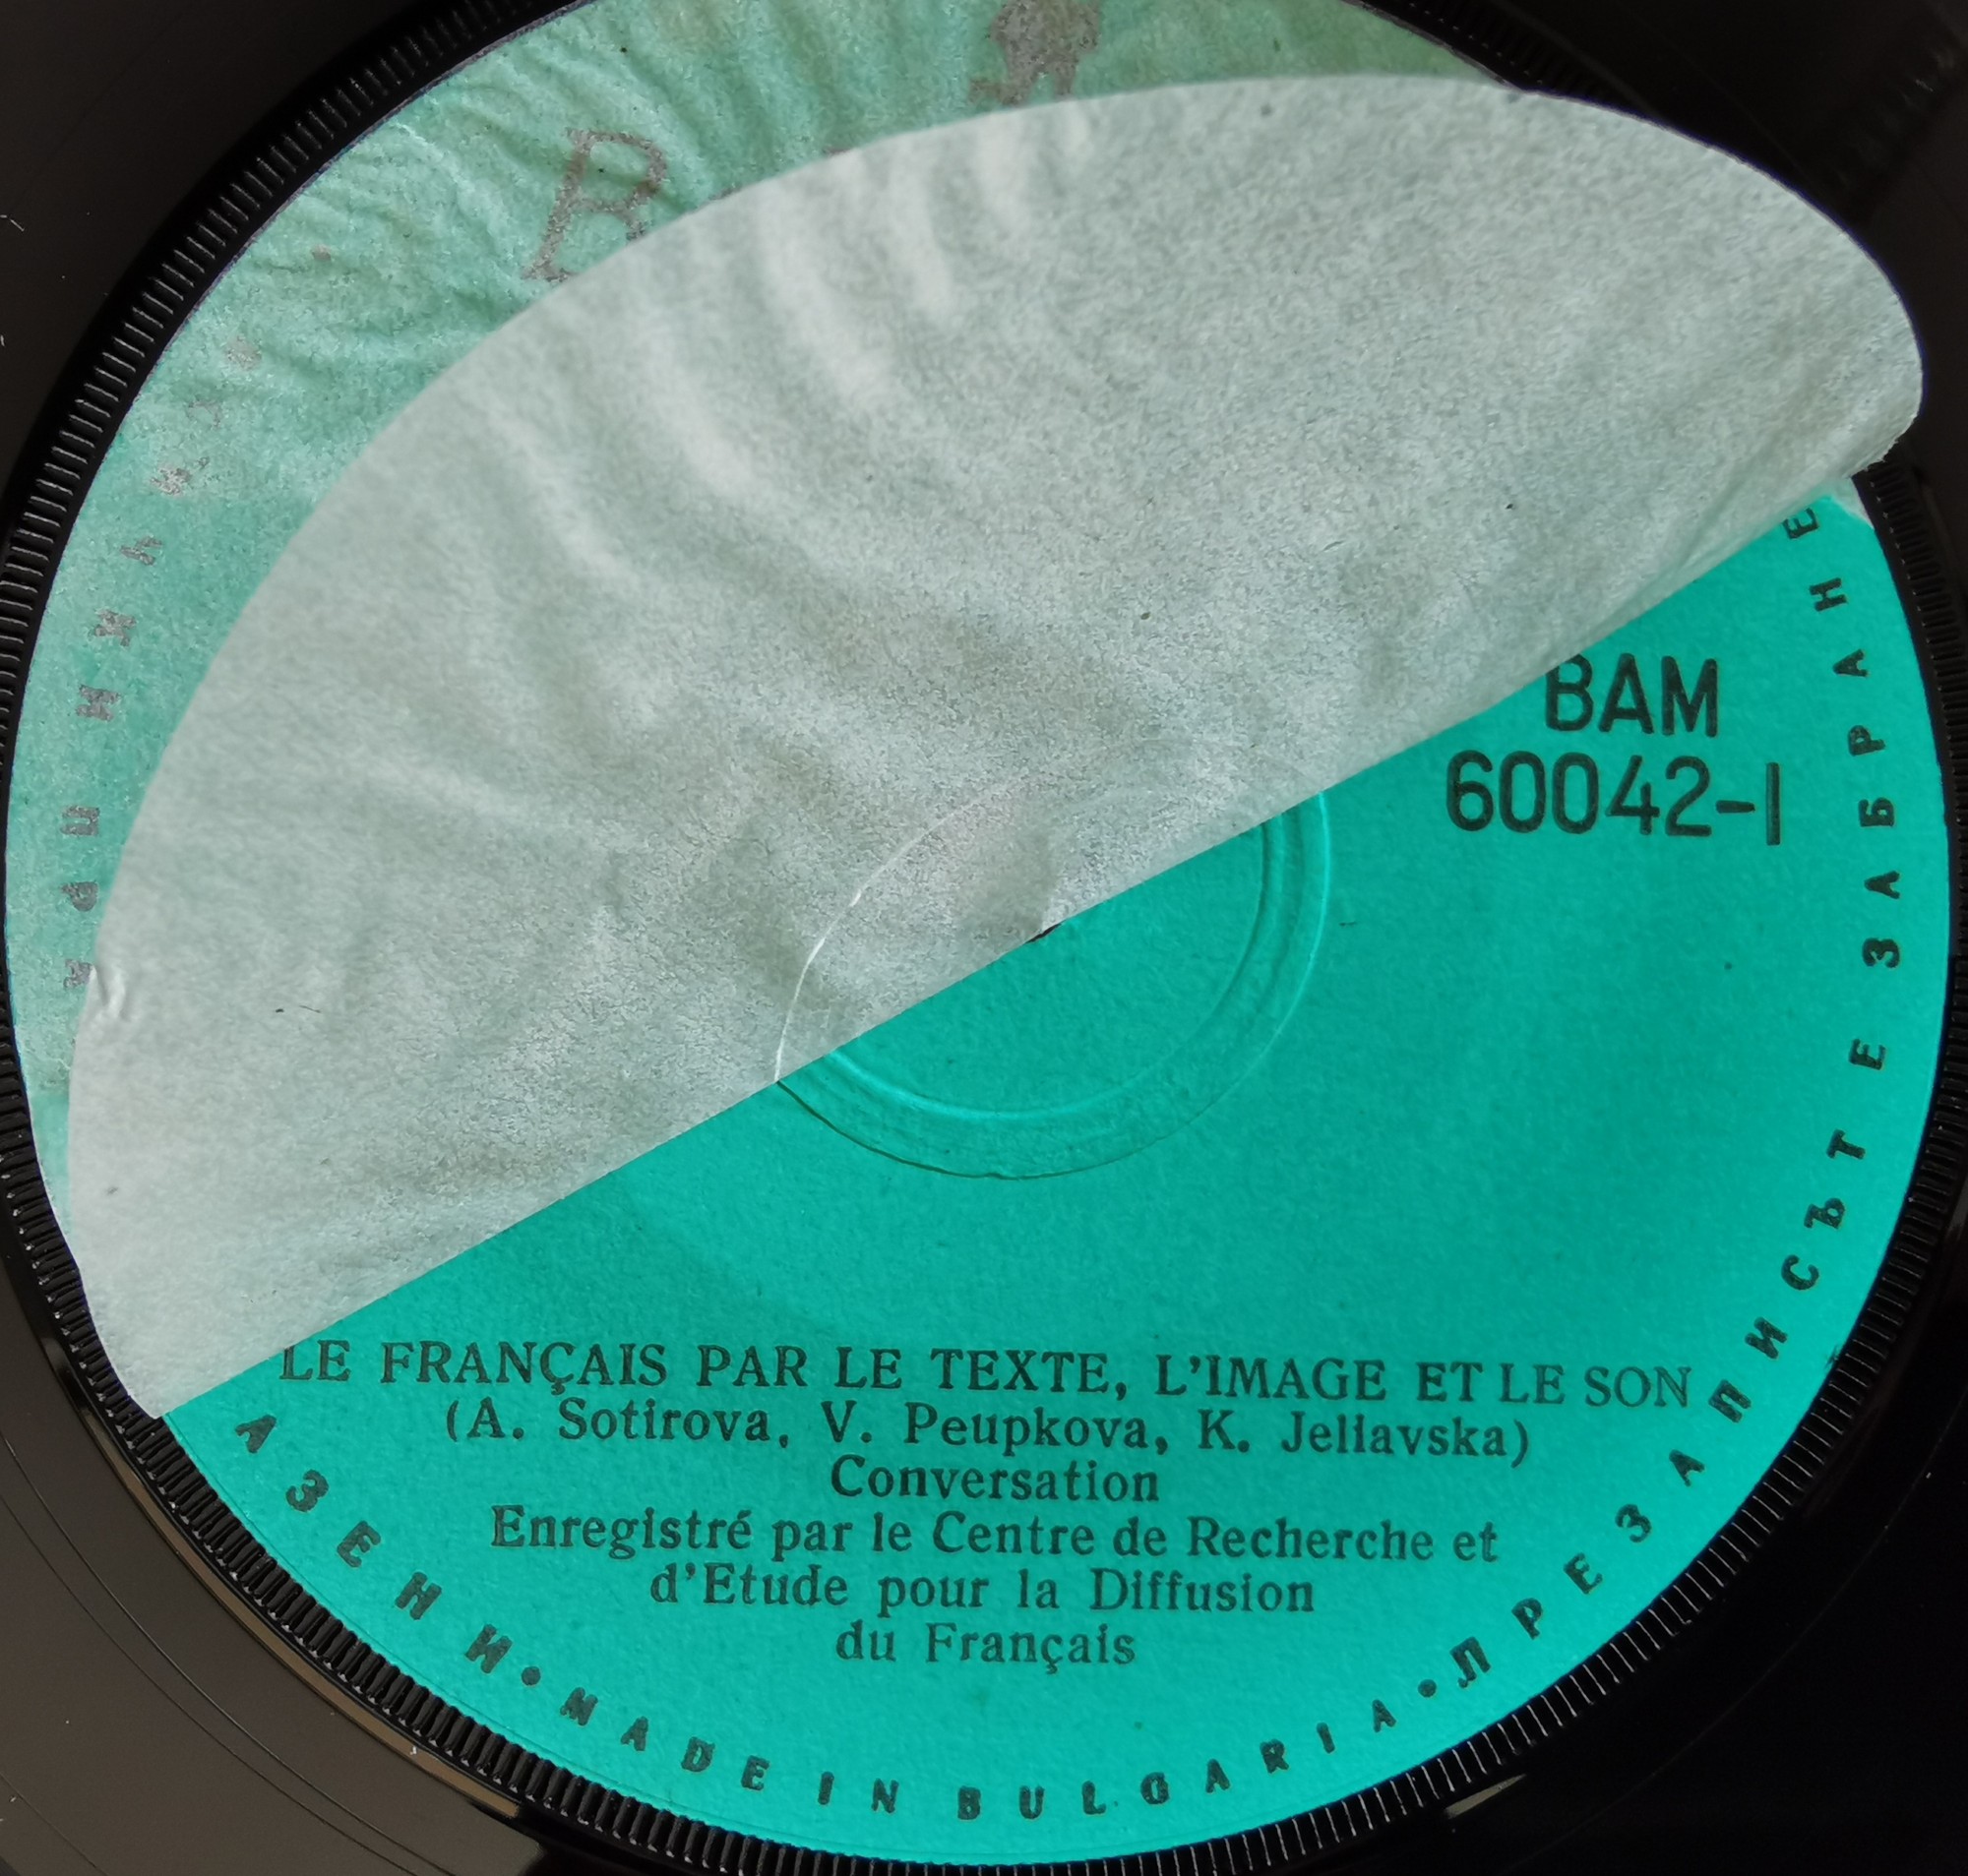 BAM
60042-1
LE FRANÇAIS PAR LE TEXTE, L'IMAGE ET LE SON
(A. Sotirova, V. Peupkova, K. Jeliavska)
Conversation
Enregistré par le Centre de Recherche et
d'Etude pour la Diffusion
du Français
АЗЕНИ • MADE IN BULGARIA • ПРЕЗАПИСЪТ Е ЗАБРАНЕ